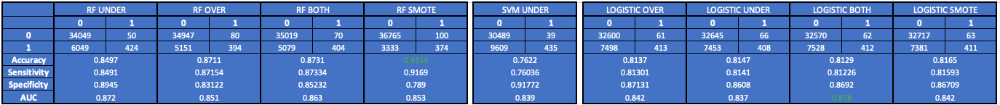 RF UNDER RF OVER RF BOTH RF SMOTE SVM UNDER LOGISTIC OVER LOGISTIC UNDER LOGISTIC BOTH LOGISTIC SMOTE
0 1 0 1 0 1 0 1 0 1 0 1 0 1 0 1 0 1
0 34049 50 34947 80 35019 70 36765 100 30489 39 32600 61 32645 66 32570 62 32717 63
1 6049 424 5151 394 5079 404 3333 374 9609 435 7498 413 7453 408 7528 412 7381 411
Accuracy 0.8497 0.8711 0.8731 0.9154 0.7622 0.8137 0.8147 0.8129 0.8165
Sensitivity 0.8491 0.87154 0.87334 0.9169 0.76036 0.81301 0.8141 0.81226 0.81593
Specificity 0.8945 0.83122 0.85232 0.789 0.91772 0.87131 0.8608 0.8692 0.86709
AUC 0.872 0.851 0.863 0.853 0.839 0.842 0.837 0.878 0.842